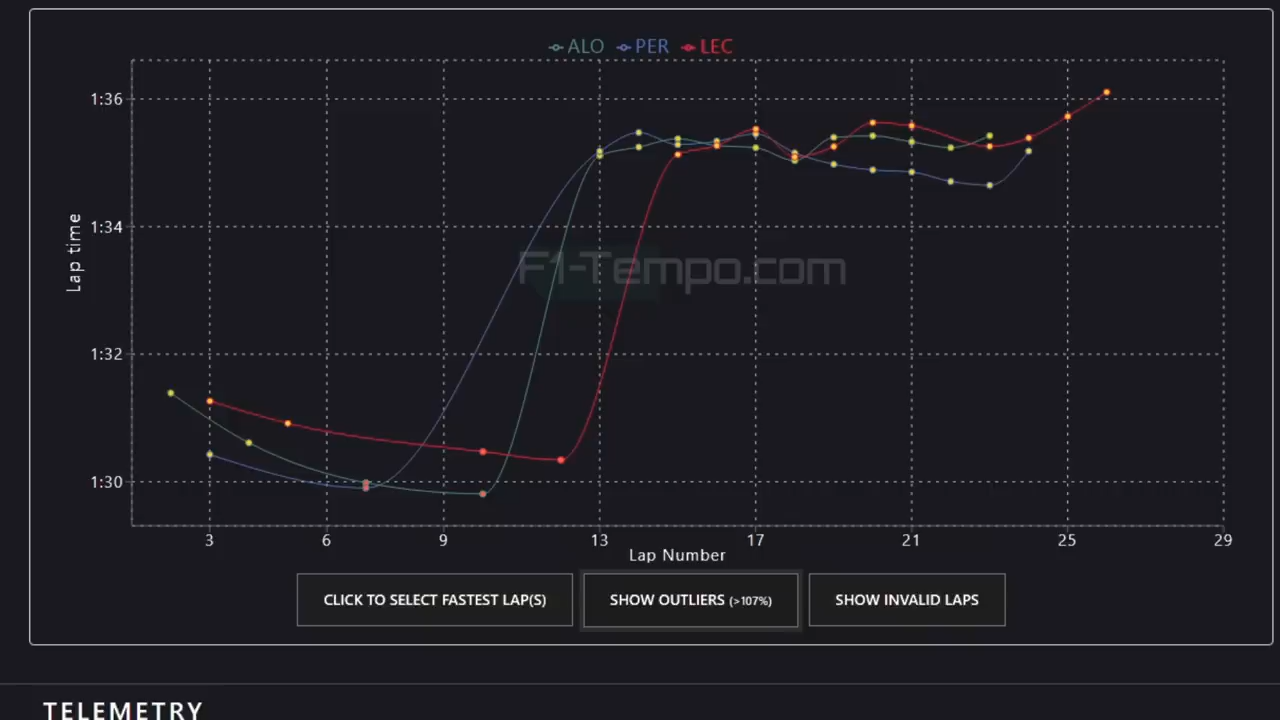 ALO PER LEC
1:36
1:34
1:32
1:30
Lap time
F1-Tempo.com
3 6 9 13 17 21 25 29
Lap Number
CLICK TO SELECT FASTEST LAP(S) SHOW OUTLIERS (>107%) SHOW INVALID LAPS
TELEMETRY